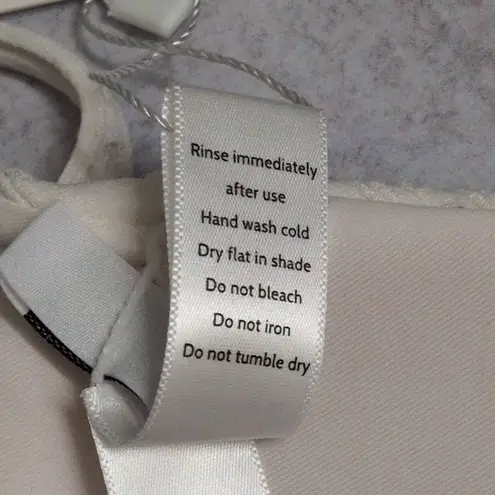 Rinse immediately
after use
Hand wash cold
Dry flat in shade
Do not bleach
Do not iron
Do not tumble dry